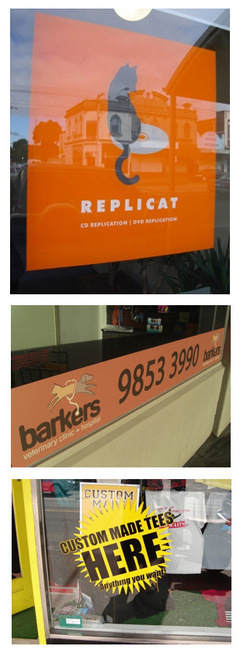 REPLICAT
CD REPLICATION | DVD REPLICATION
barkers
veterinary clinic + hospital
9853 3990
barkers
CUSTOM
CUSTOM MADE TEES
HERE
anything you want!